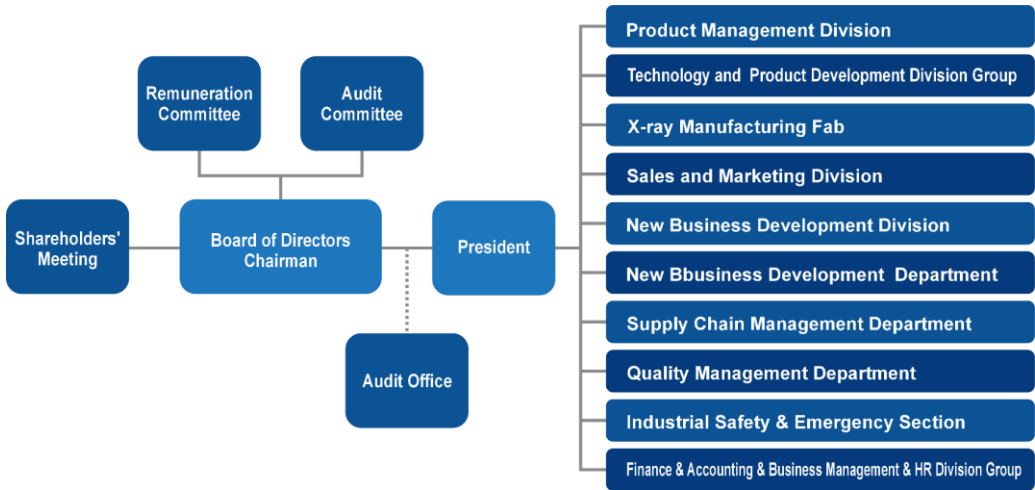 Remuneration
Committee
Audit
Committee
Shareholders'
Meeting
Board of Directors
Chairman
President
Audit Office
Product Management Division
Technology and Product Development Division Group
X-ray Manufacturing Fab
Sales and Marketing Division
New Business Development Division
New Bbusiness Development Department
Supply Chain Management Department
Quality Management Department
Industrial Safety & Emergency Section
Finance & Accounting & Business Management & HR Division Group